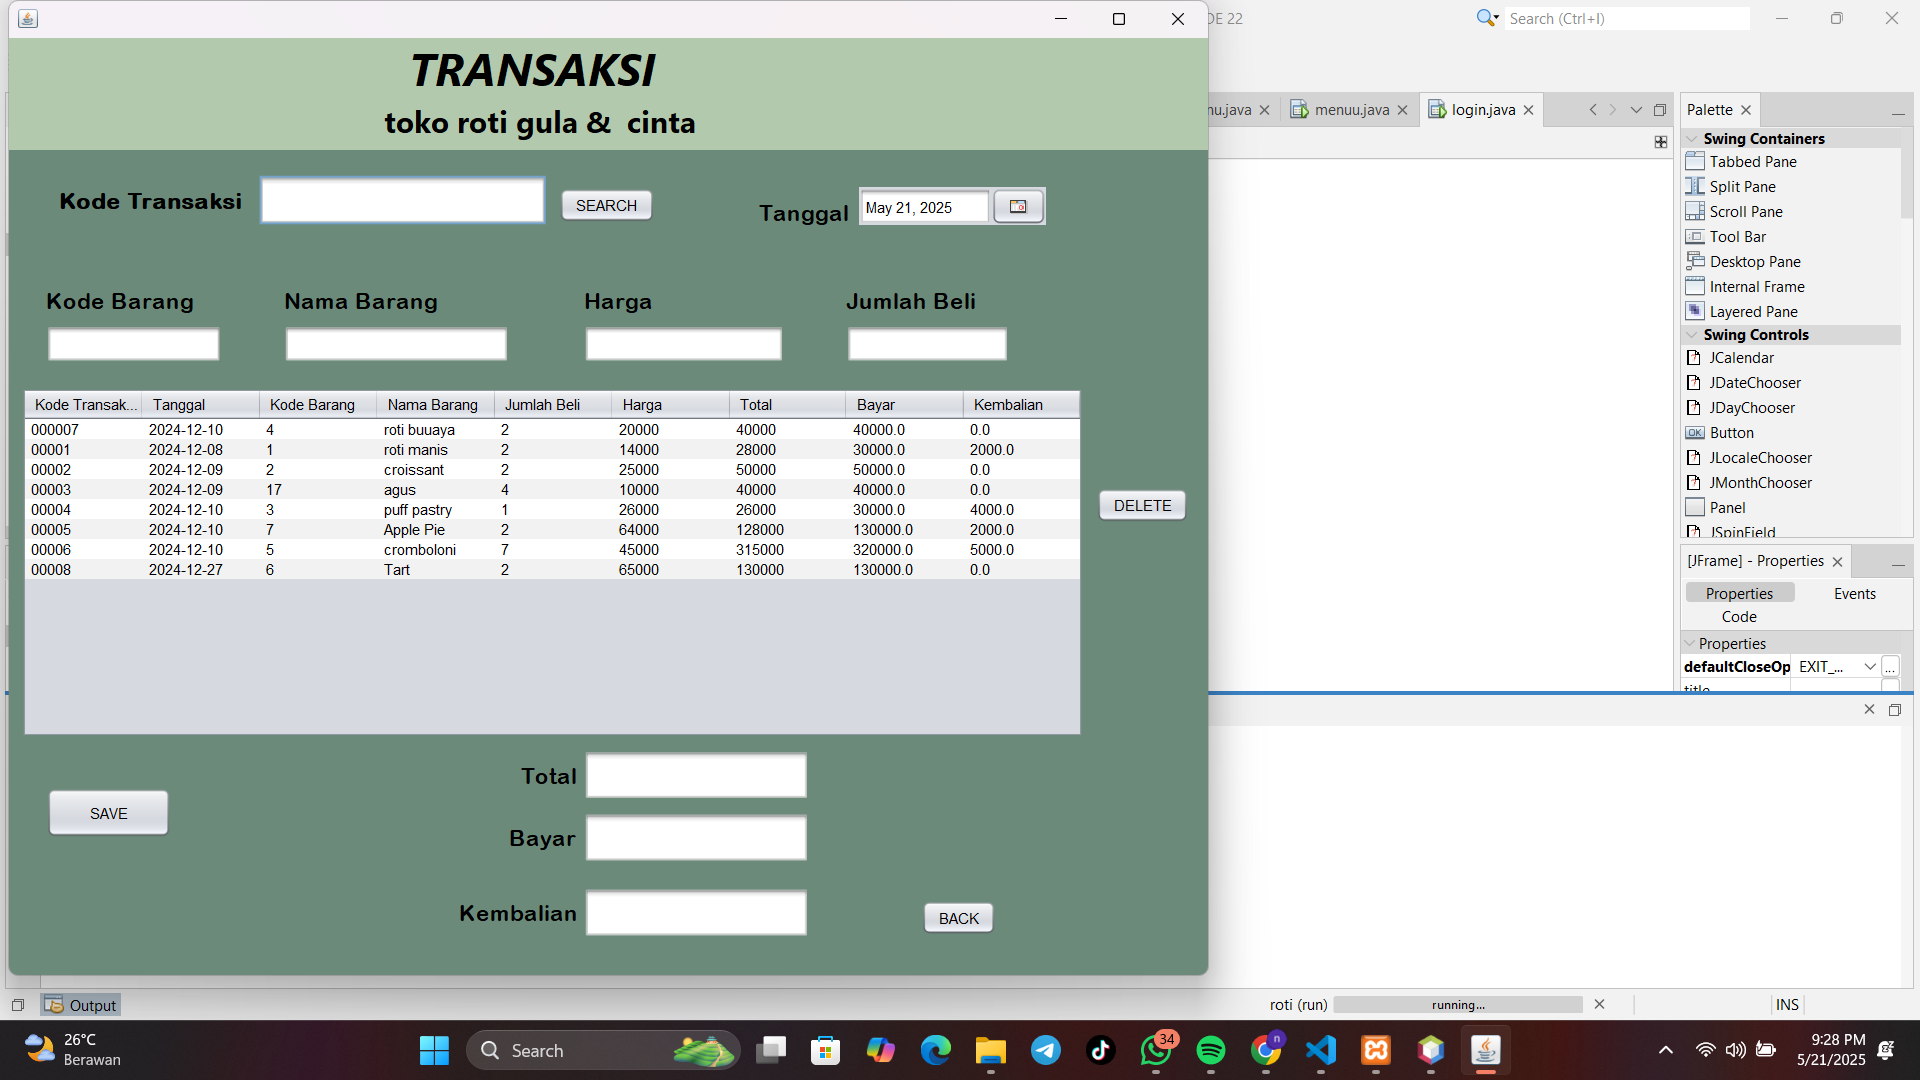 DE 22
Search (Ctrl+I)
TRANSAKSI
toko roti gula & cinta
nu.java
menuu.java
login.java
Palette
Swing Containers
Tabbed Pane
Split Pane
Scroll Pane
Tool Bar
Desktop Pane
Internal Frame
Layered Pane
Swing Controls
JCalendar
JDateChooser
JDayChooser
OK Button
JLocaleChooser
JMonthChooser
Panel
JSpinField
Kode Transaksi
SEARCH
Tanggal
May 21, 2025
Kode Barang Nama Barang Harga Jumlah Beli
Kode Transak... Tanggal Kode Barang Nama Barang Jumlah Beli Harga Total Bayar Kembalian
000007 2024-12-10 4 roti buuaya 2 20000 40000 40000.0 0.0
00001 2024-12-08 1 roti manis 2 14000 28000 30000.0 2000.0
00002 2024-12-09 2 croissant 2 25000 50000 50000.0 0.0
00003 2024-12-09 17 agus 4 10000 40000 40000.0 0.0
00004 2024-12-10 3 puff pastry 1 26000 26000 30000.0 4000.0
00005 2024-12-10 7 Apple Pie 2 64000 128000 130000.0 2000.0
00006 2024-12-10 5 cromboloni 7 45000 315000 320000.0 5000.0
00008 2024-12-27 6 Tart 2 65000 130000 130000.0 0.0
DELETE
[JFrame] - Properties
Properties Events
Code
Properties
defaultCloseOp EXIT_... ...
title
Total
SAVE
Bayar
Kembalian
BACK
Output
roti (run) running...
INS
26°C
Berawan
Search
34
n
9:28 PM
5/21/2025